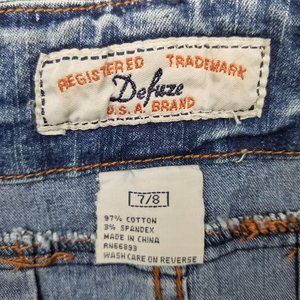 REGISTERED TRADEMARK
Defuze
U.S.A BRAND
7/8
97% COTTON
3% SPANDEX
MADE IN CHINA
RN66893
WASH CARE ON REVERSE